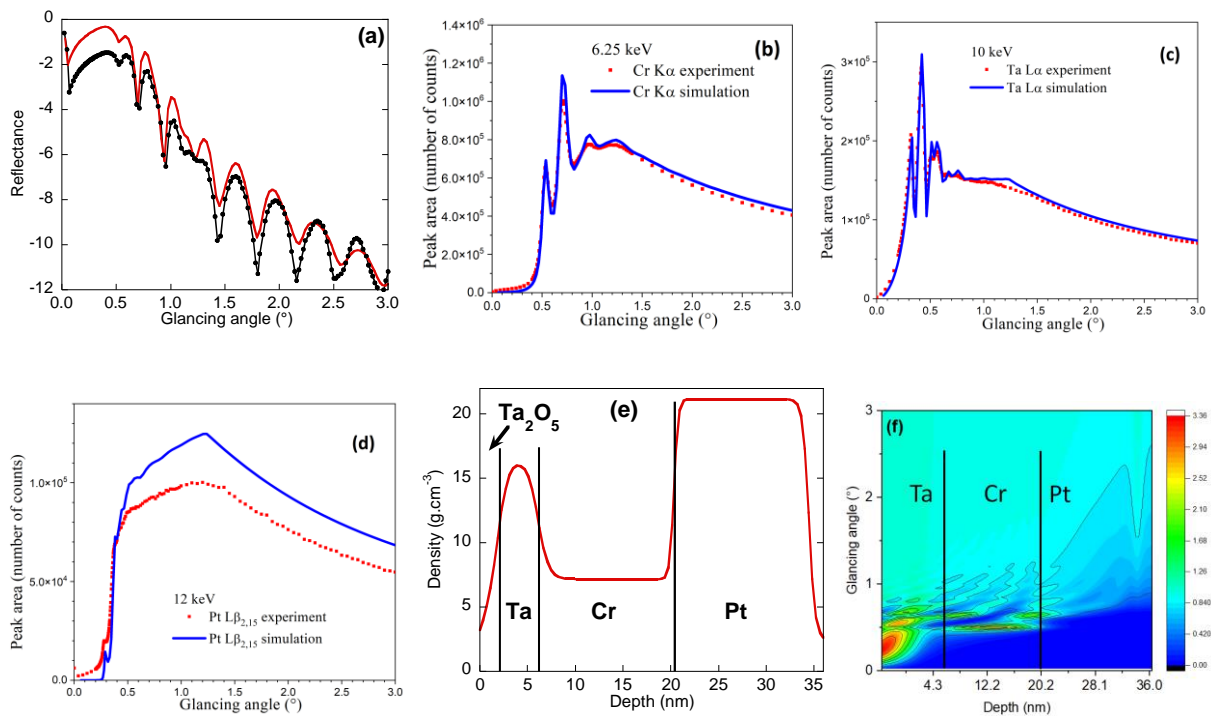 (a)
0
-2
-4
-6
-8
-10
-12
Reflectance
0.0 0.5 1.0 1.5 2.0 2.5 3.0
Glancing angle (°)
(b)
1.4×10⁶
1.2×10⁶
1.0×10⁶
8.0×10⁵
6.0×10⁵
4.0×10⁵
2.0×10⁵
0.0
Peak area (number of counts)
6.25 keV
Cr Kα experiment
Cr Kα simulation
0.0 0.5 1.0 1.5 2.0 2.5 3.0
Glancing angle (°)
(c)
3×10⁵
2×10⁵
1×10⁵
0
Peak area (number of counts)
10 keV
Ta Lα experiment
Ta Lα simulation
0.0 0.5 1.0 1.5 2.0 2.5 3.0
Glancing angle (°)
(d)
1.0×10⁵
5.0×10⁴
0.0
Peak area (number of counts)
12 keV
Pt Lβ₂,₁₅ experiment
Pt Lβ₂,₁₅ simulation
0.0 0.5 1.0 1.5 2.0 2.5 3.0
Glancing angle (°)
(e)
Ta₂O₅
20
15
10
5
0
Density (g.cm⁻³)
Ta Cr Pt
0 5 10 15 20 25 30 35
Depth (nm)
(f)
3
2
1
0
Glancing angle (°)
Ta Cr Pt
4.3 12.2 20.2 28.1 36.0
Depth (nm)
3.36
2.94
2.52
2.10
1.68
1.26
0.840
0.420
0.00